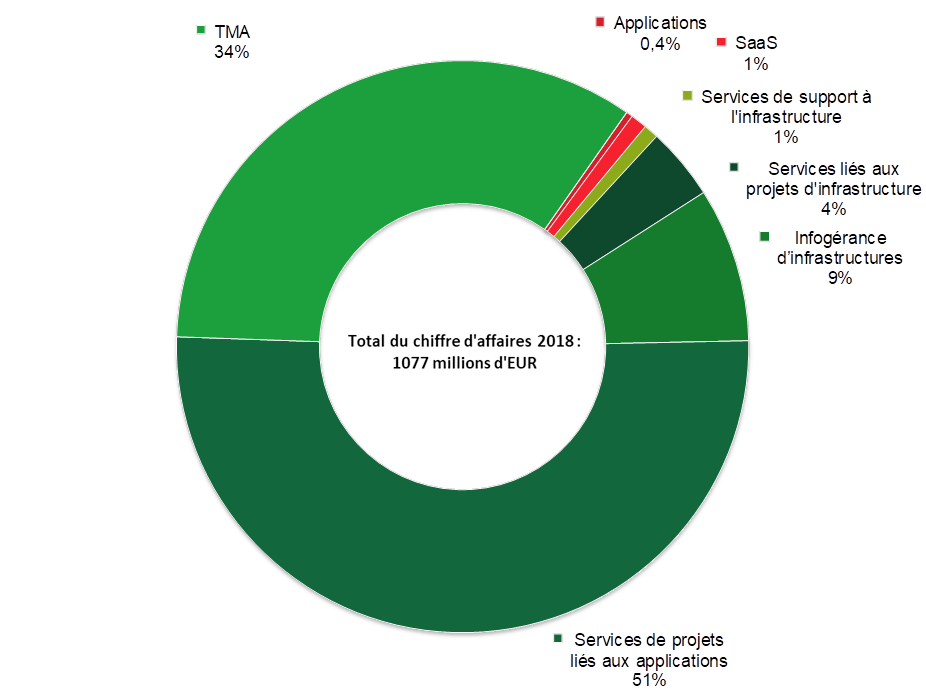 TMA
34%
Applications
0,4%
SaaS
1%
Services de support à
l'infrastructure
1%
Services liés aux
projets d'infrastructure
4%
Infogérance
d'infrastructures
9%
Total du chiffre d'affaires 2018 :
1077 millions d'EUR
Services de projets
liés aux applications
51%